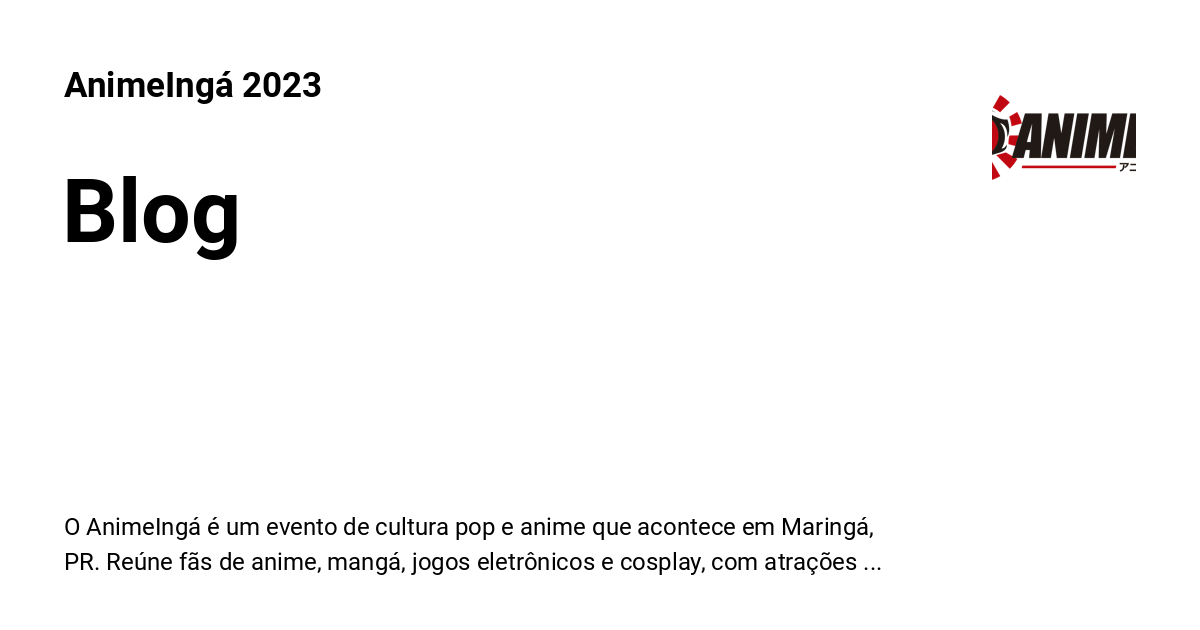 AnimeIngá 2023
ANIM
アニ
Blog
O AnimeIngá é um evento de cultura pop e anime que acontece em Maringá,
PR. Reúne fãs de anime, mangá, jogos eletrônicos e cosplay, com atrações ...